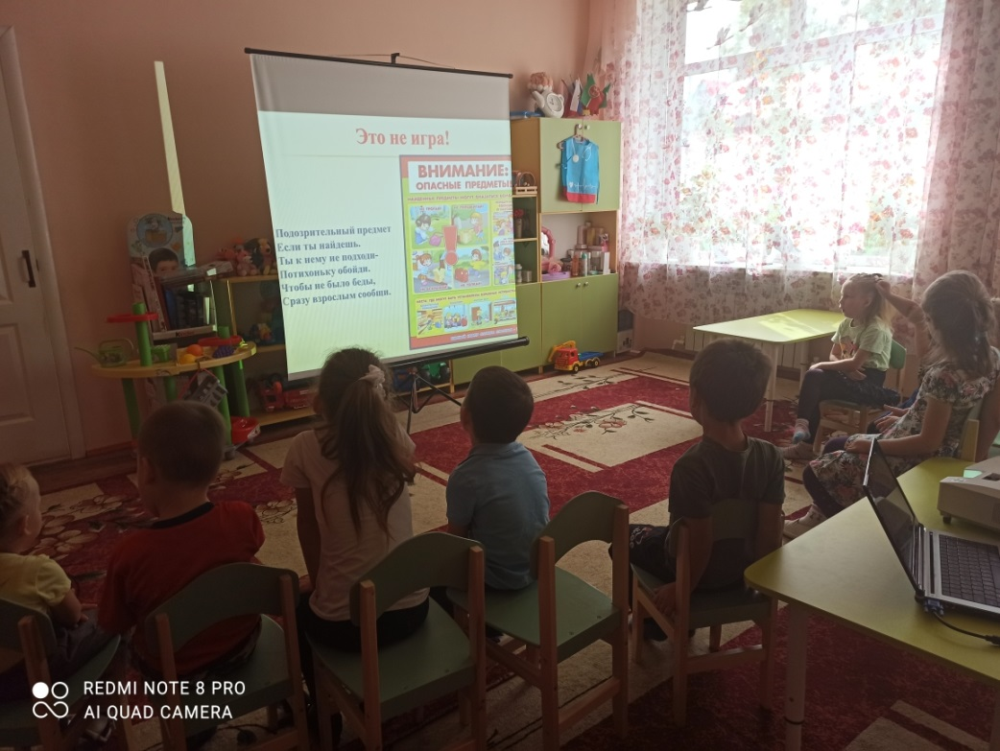 Это не игра!
ВНИМАНИЕ:
ОПАСНЫЕ ПРЕДМЕТЫ!
Подозрительный предмет
Если ты найдешь.
Ты к нему не подходи-
Потихоньку обойди.
Чтобы не было беды,
Сразу взрослым сообщи.
REDMI NOTE 8 PRO
AI QUAD CAMERA